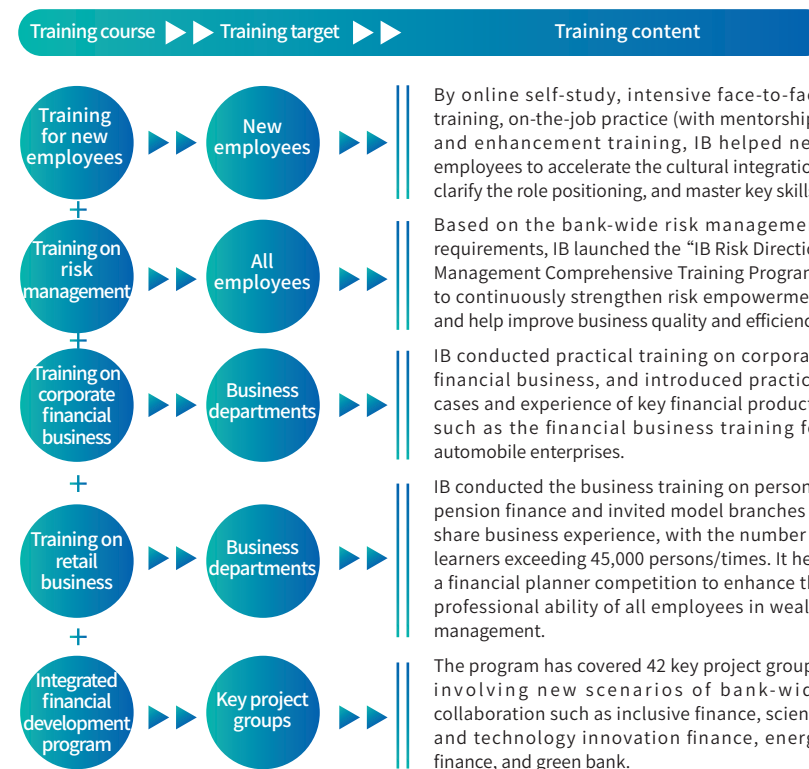 Training course
Training target
Training content
Training
for new
employees
New
employees
By online self-study, intensive face-to-fac
training, on-the-job practice (with mentorship
and enhancement training, IB helped ne
employees to accelerate the cultural integratio
clarify the role positioning, and master key skills
+
Training on
risk
management
All
employees
Based on the bank-wide risk manageme
requirements, IB launched the “IB Risk Directio
Management Comprehensive Training Program
to continuously strengthen risk empowerme
and help improve business quality and efficienc
+
Training on
corporate
financial
business
Business
departments
IB conducted practical training on corpora
financial business, and introduced practic
cases and experience of key financial product
such as the financial business training fo
automobile enterprises.
+
Training on
retail
business
Business
departments
IB conducted the business training on person
pension finance and invited model branches
share business experience, with the number
learners exceeding 45,000 persons/times. It he
a financial planner competition to enhance th
professional ability of all employees in weal
management.
+
Integrated
financial
development
program
Key project
groups
The program has covered 42 key project group
involving new scenarios of bank-wid
collaboration such as inclusive finance, scien
and technology innovation finance, energ
finance, and green bank.